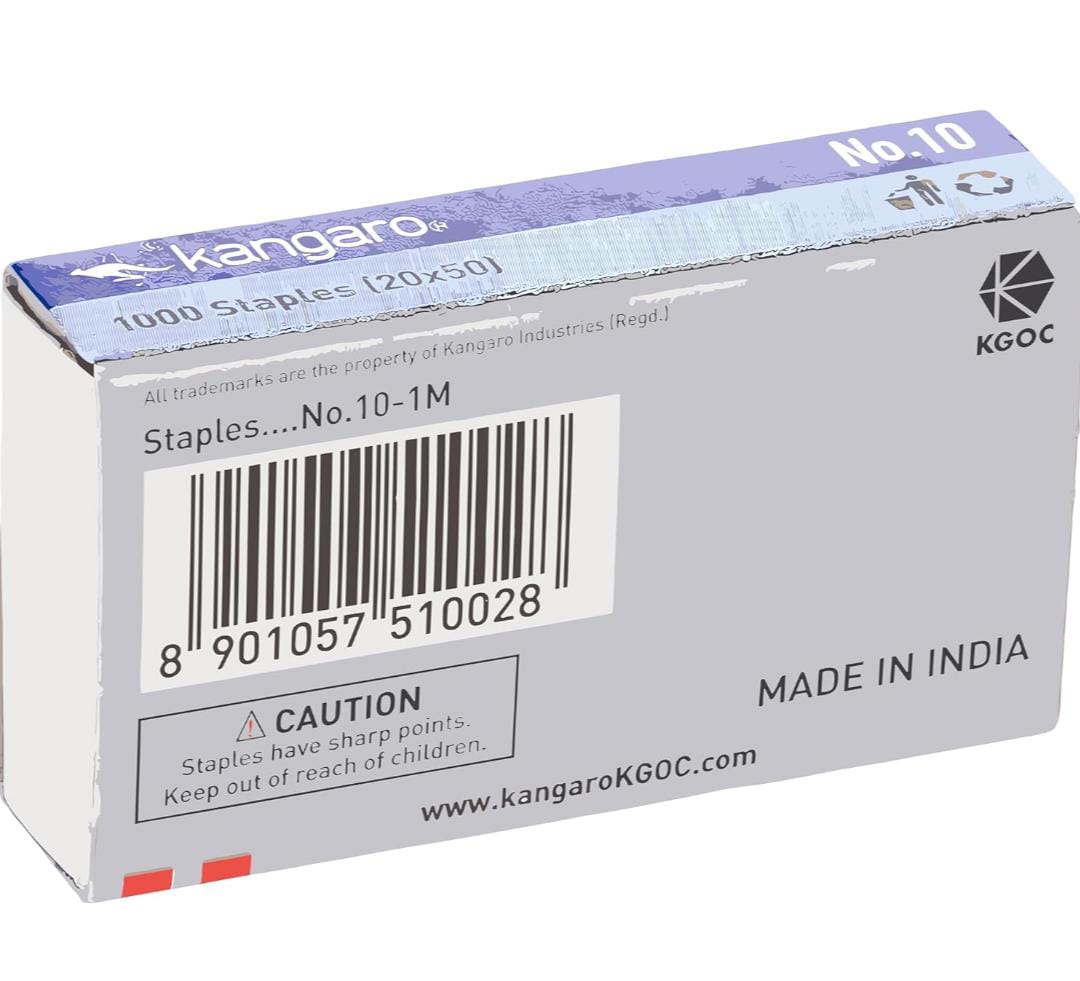 kangaro®
No.10
1000 Staples (20x50)
All trademarks are the property of Kangaro Industries (Regd.)
KGOC
Staples....No.10-1M
8 901057 510028
CAUTION
Staples have sharp points.
Keep out of reach of children.
MADE IN INDIA
www.kangaroKGOC.com